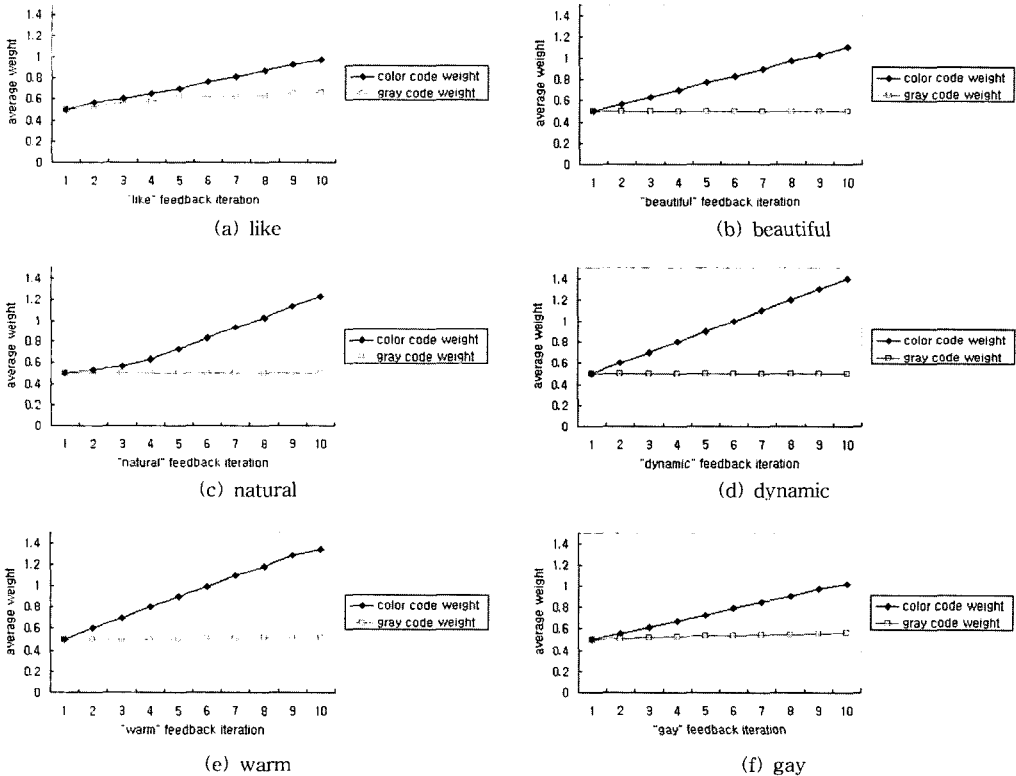 1.4
1.2
1
0.8
0.6
0.4
0.2
0
average weight
1 2 3 4 5 6 7 8 9 10
"like" feedback iteration
color code weight
gray code weight
(a) like
1.4
1.2
1
0.8
0.6
0.4
0.2
0
average weight
1 2 3 4 5 6 7 8 9 10
"beautiful" feedback iteration
color code weight
gray code weight
(b) beautiful
1.4
1.2
1
0.8
0.6
0.4
0.2
0
average weight
1 2 3 4 5 6 7 8 9 10
"natural" feedback iteration
color code weight
gray code weight
(c) natural
1.4
1.2
1
0.8
0.6
0.4
0.2
0
average weight
1 2 3 4 5 6 7 8 9 10
"dynamic" feedback iteration
color code weight
gray code weight
(d) dynamic
1.4
1.2
1
0.8
0.6
0.4
0.2
0
average weight
1 2 3 4 5 6 7 8 9 10
"warm" feedback iteration
color code weight
gray code weight
(e) warm
1.4
1.2
1
0.8
0.6
0.4
0.2
0
average weight
1 2 3 4 5 6 7 8 9 10
"gay" feedback iteration
color code weight
gray code weight
(f) gay